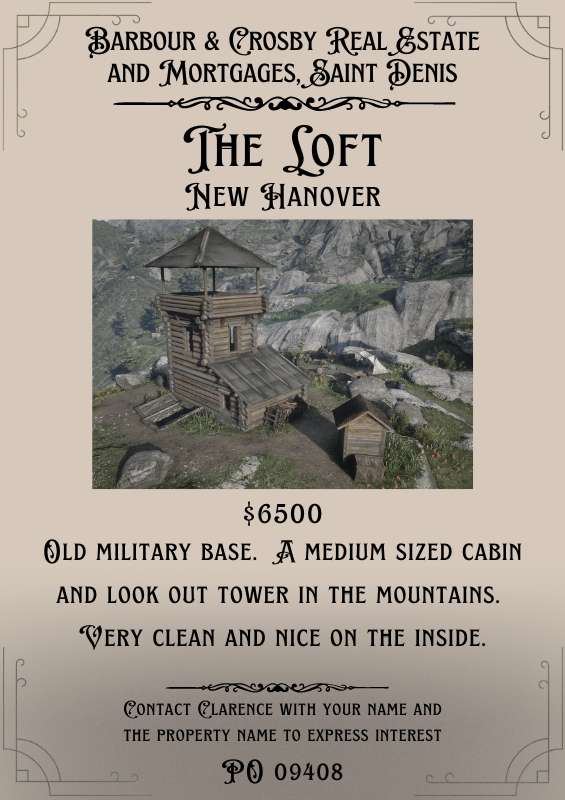 Barbour & Crosby Real Estate
and Mortgages, Saint Denis
The Loft
New Hanover
$6500
Old military base. A medium sized cabin
and look out tower in the mountains.
Very clean and nice on the inside.
Contact Clarence with your name and
the property name to express interest
PO 09408